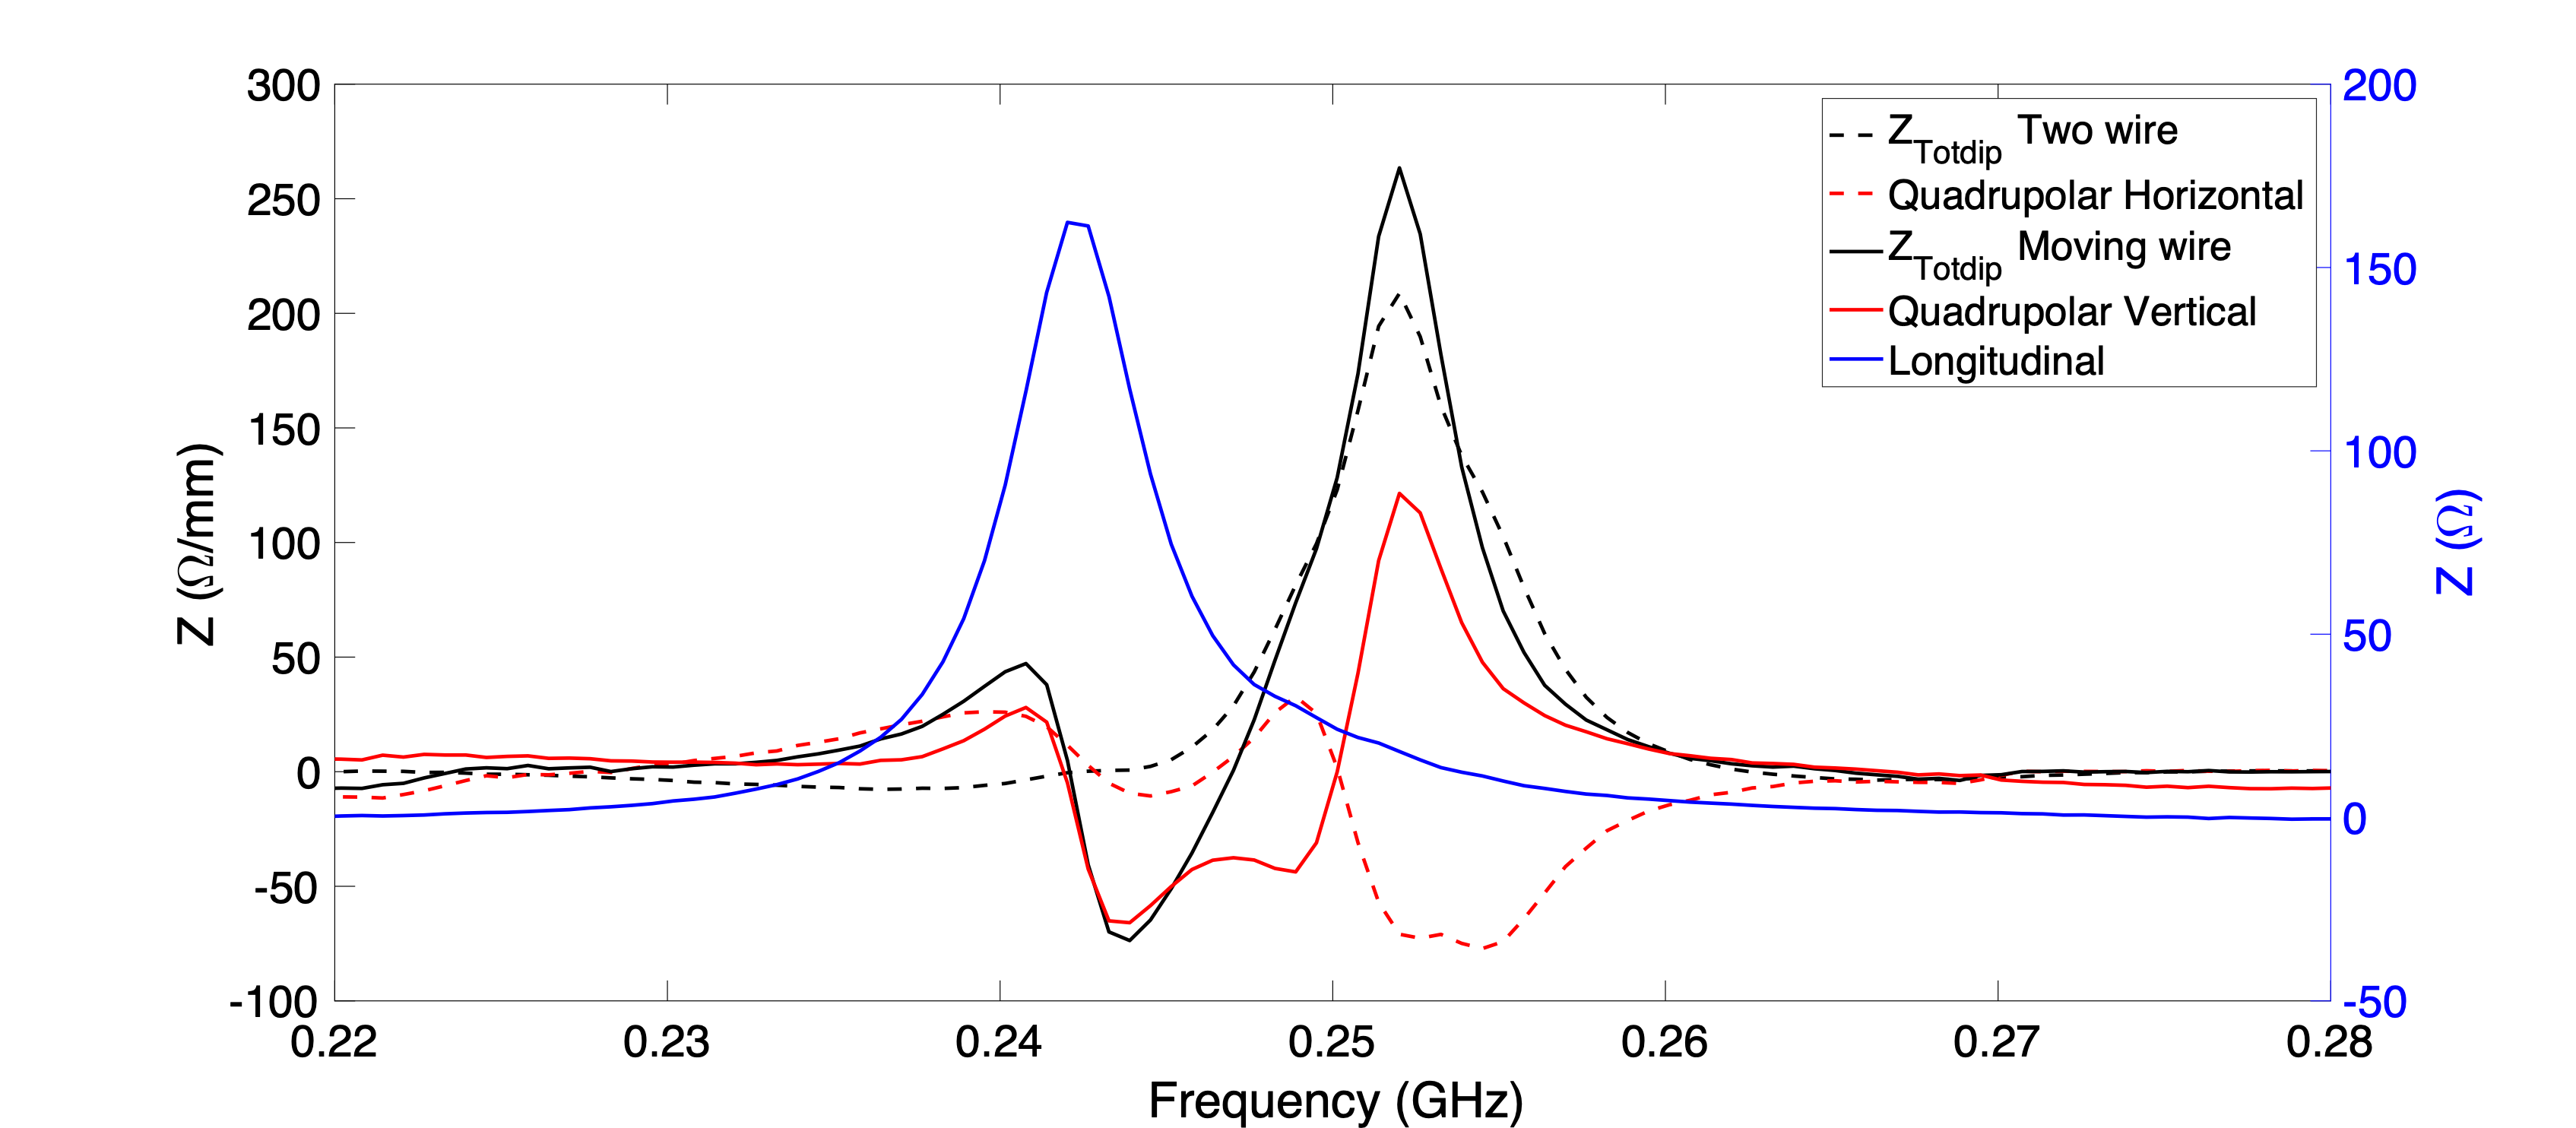 300
250
200
150
100
50
0
-50
-100
Z (Ω/mm)
0.22
0.23
0.24
0.25
0.26
0.27
0.28
Frequency (GHz)
200
150
100
50
0
-50
Z (Ω)
Z_Totdip Two wire
Quadrupolar Horizontal
Z_Totdip Moving wire
Quadrupolar Vertical
Longitudinal